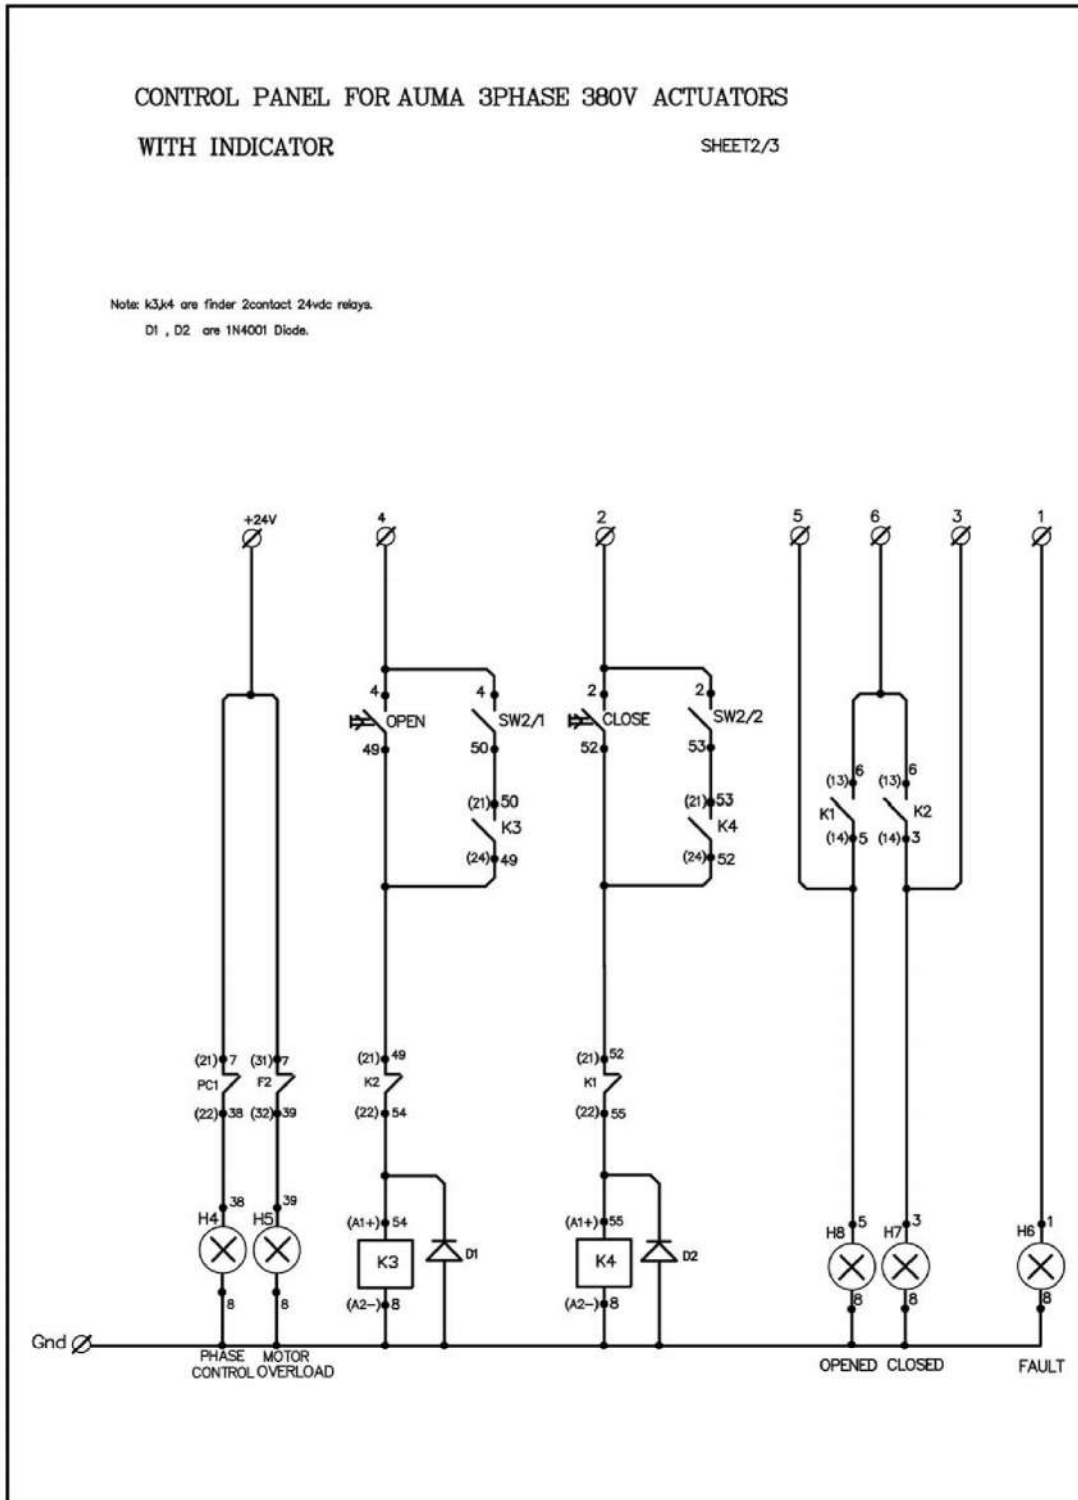 CONTROL PANEL FOR AUMA 3PHASE 380V ACTUATORS
WITH INDICATOR
SHEET2/3
Note: k3,k4 are finder 2contact 24vdc relays.
D1 , D2 are 1N4001 Diode.
+24V 4 2 5 6 3 1
4 4 2 2
OPEN SW2/1 CLOSE SW2/2
49 50 52 53
(13) 6 (13) 6
(21) 50 (21) 53
K3 K4 K1 K2
(14) 5 (14) 3
(24) 49 (24) 52
(21) 7 (31) 7 (21) 49 (21) 52
PC1 F2 K2 K1
(22) 38 (32) 39 (22) 54 (22) 55
38 39
H4 H5
(A1+) 54 (A1+) 55 5 3 1
H8 H7 H6
K3 D1 K4 D2
8 8 (A2-) 8 (A2-) 8 8 8 8
Gnd
PHASE CONTROL
MOTOR OVERLOAD
OPENED CLOSED FAULT